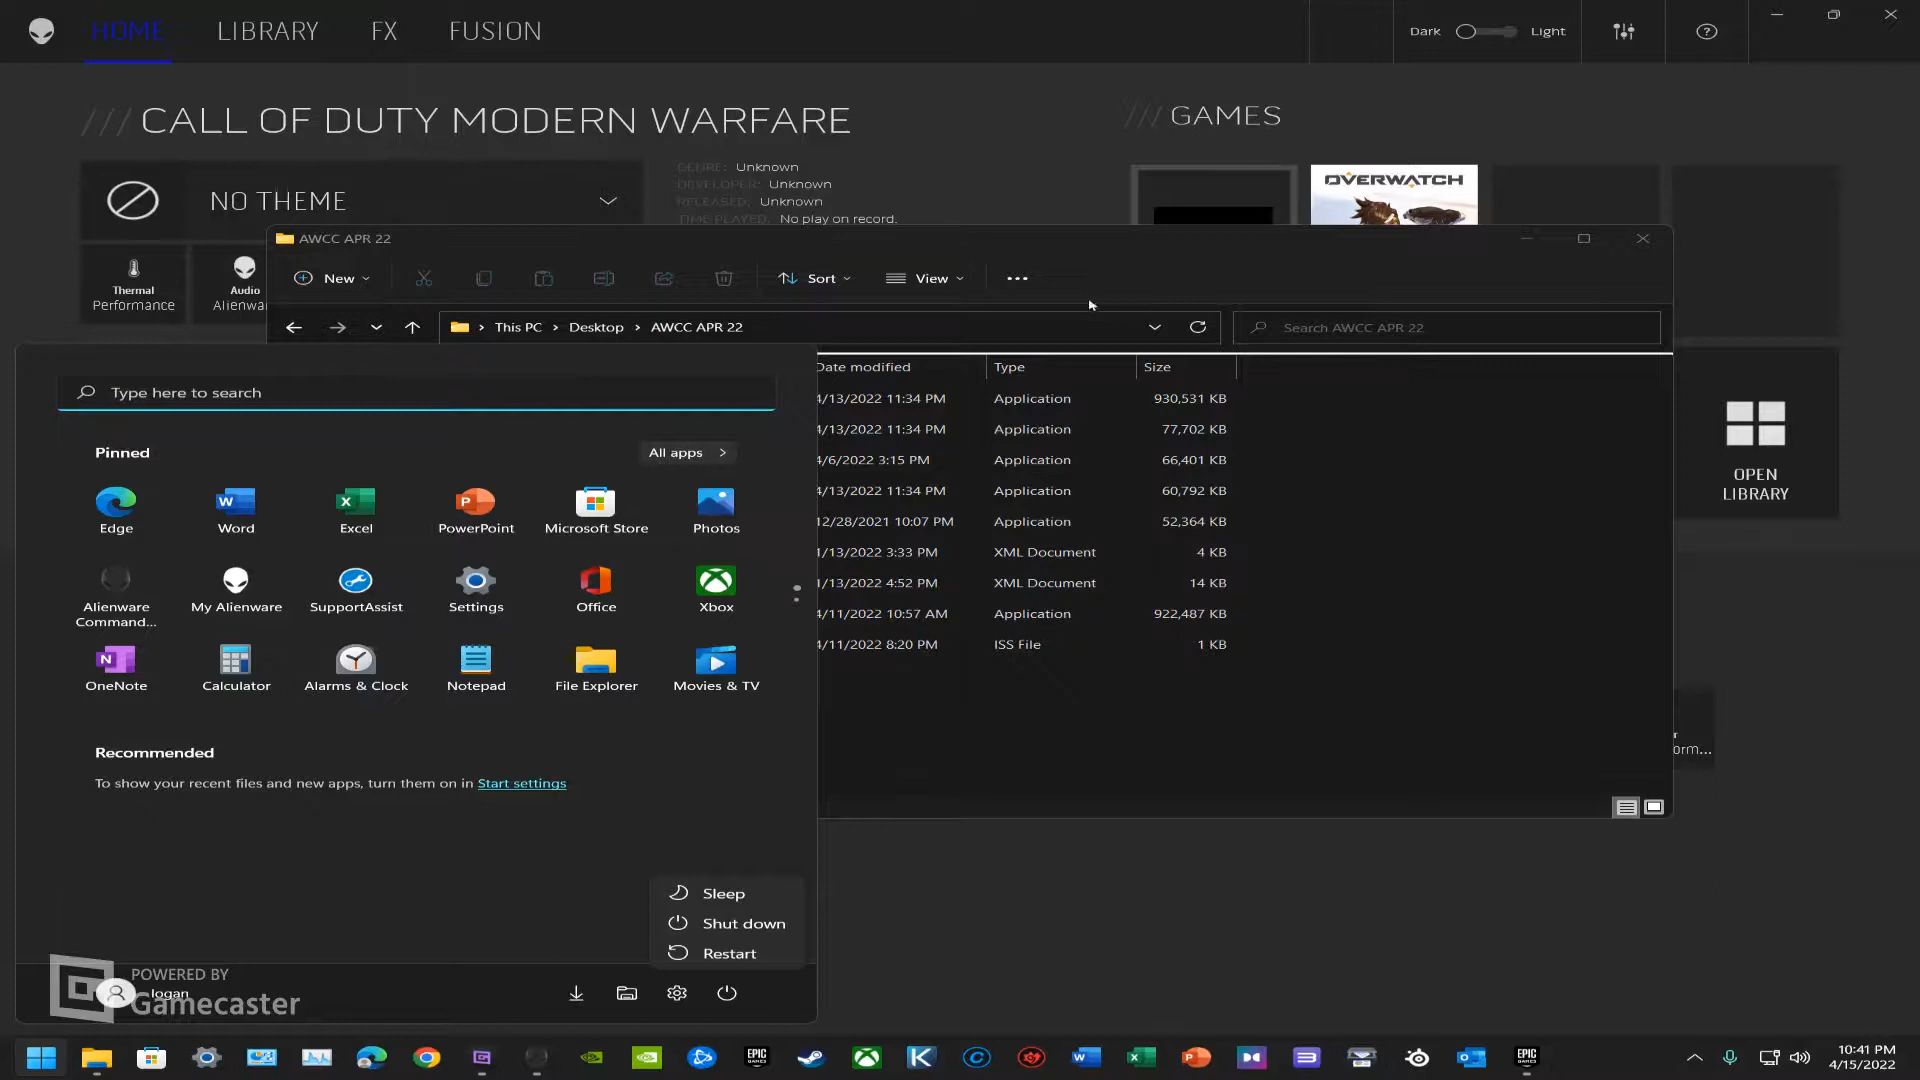 HOME LIBRARY FX FUSION
Dark Light
/// CALL OF DUTY MODERN WARFARE
/// GAMES
NO THEME
GENRE: Unknown
DEVELOPER: Unknown
RELEASED: Unknown
TIME PLAYED: No play on record.
OVERWATCH
Thermal
Performance
Audio
Alienwa
AWCC APR 22
New Sort View
This PC > Desktop > AWCC APR 22
Search AWCC APR 22
Date modified Type Size
4/13/2022 11:34 PM Application 930,531 KB
4/13/2022 11:34 PM Application 77,702 KB
4/6/2022 3:15 PM Application 66,401 KB
4/13/2022 11:34 PM Application 60,792 KB
12/28/2021 10:07 PM Application 52,364 KB
1/13/2022 3:33 PM XML Document 4 KB
1/13/2022 4:52 PM XML Document 14 KB
4/11/2022 10:57 AM Application 922,487 KB
4/11/2022 8:20 PM ISS File 1 KB
OPEN
LIBRARY
orm...
Type here to search
Pinned
All apps >
Edge Word Excel PowerPoint Microsoft Store Photos
Alienware
Command...
My Alienware SupportAssist Settings Office Xbox
OneNote Calculator Alarms & Clock Notepad File Explorer Movies & TV
Recommended
To show your recent files and new apps, turn them on in Start settings
Sleep
Shut down
Restart
POWERED BY
Gamecaster
logan
EPIC
GAMES
EPIC
GAMES
10:41 PM
4/15/2022